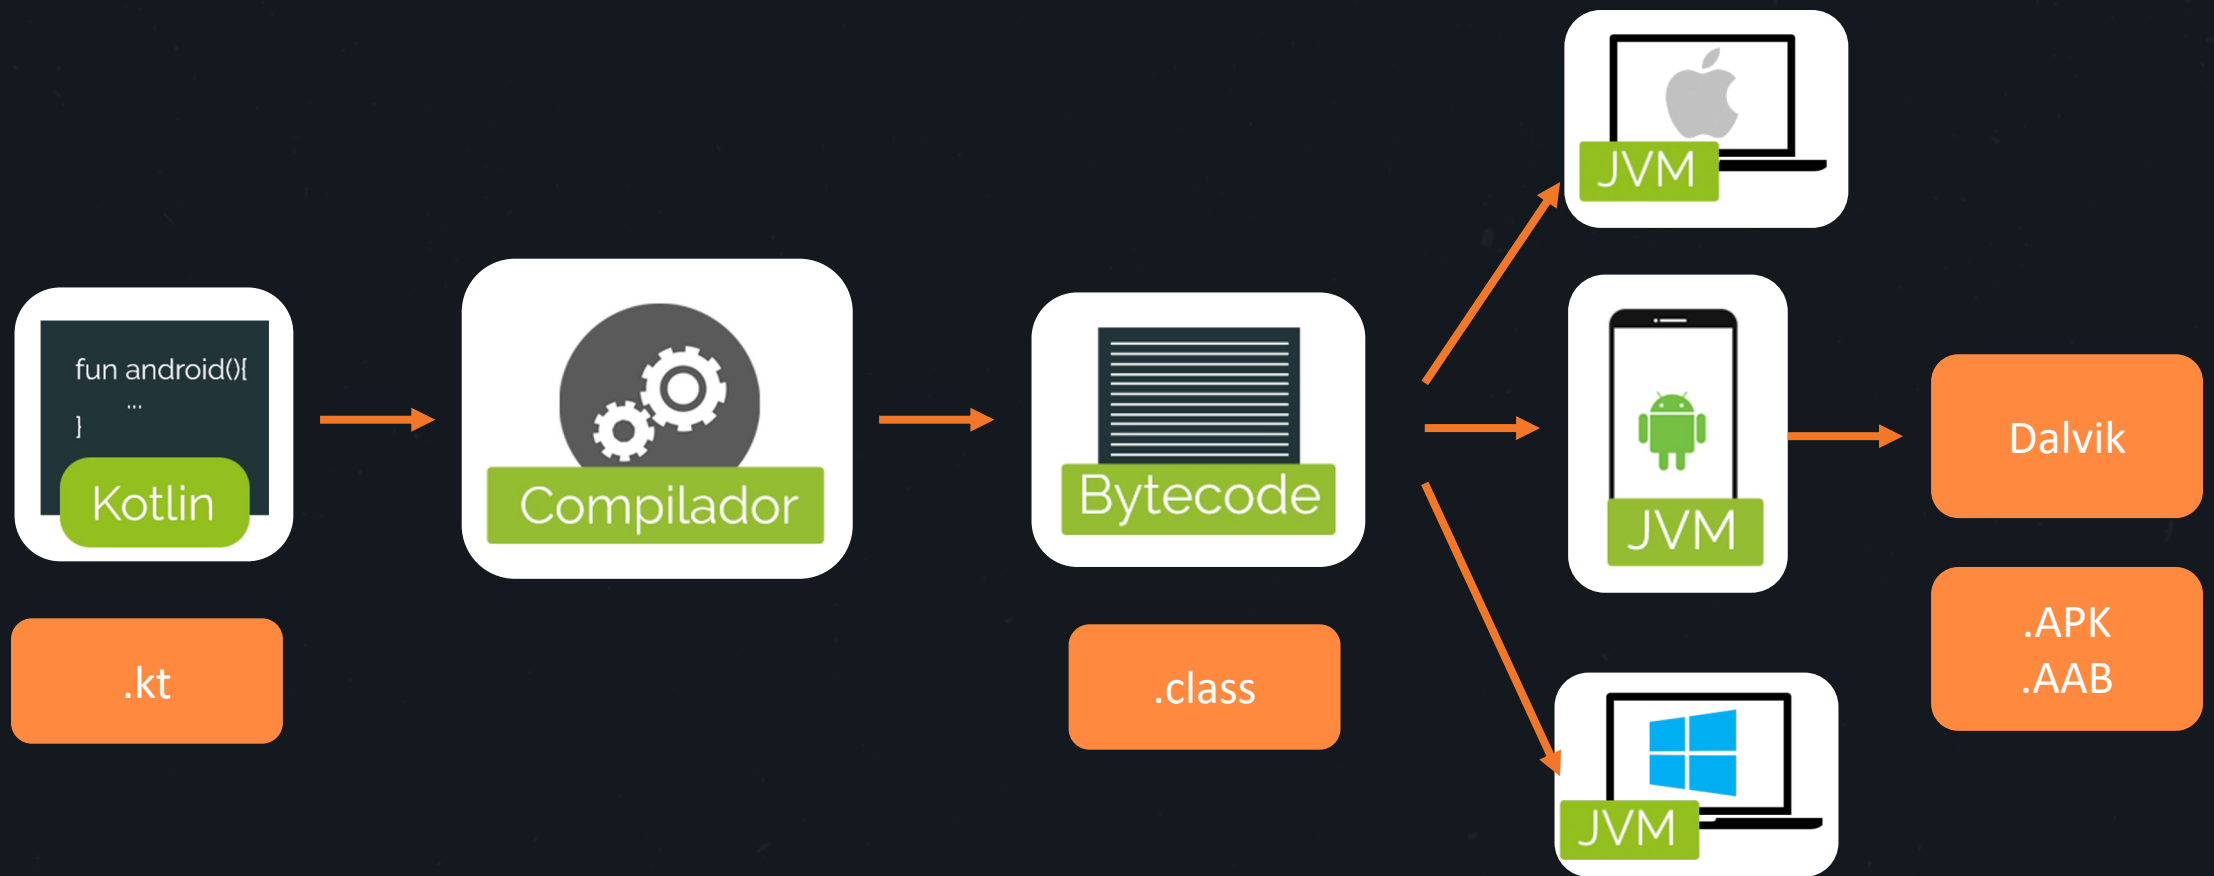 fun android(){
...
}
Kotlin
.kt
Compilador
Bytecode
.class
JVM
JVM
JVM
Dalvik
.APK
.AAB